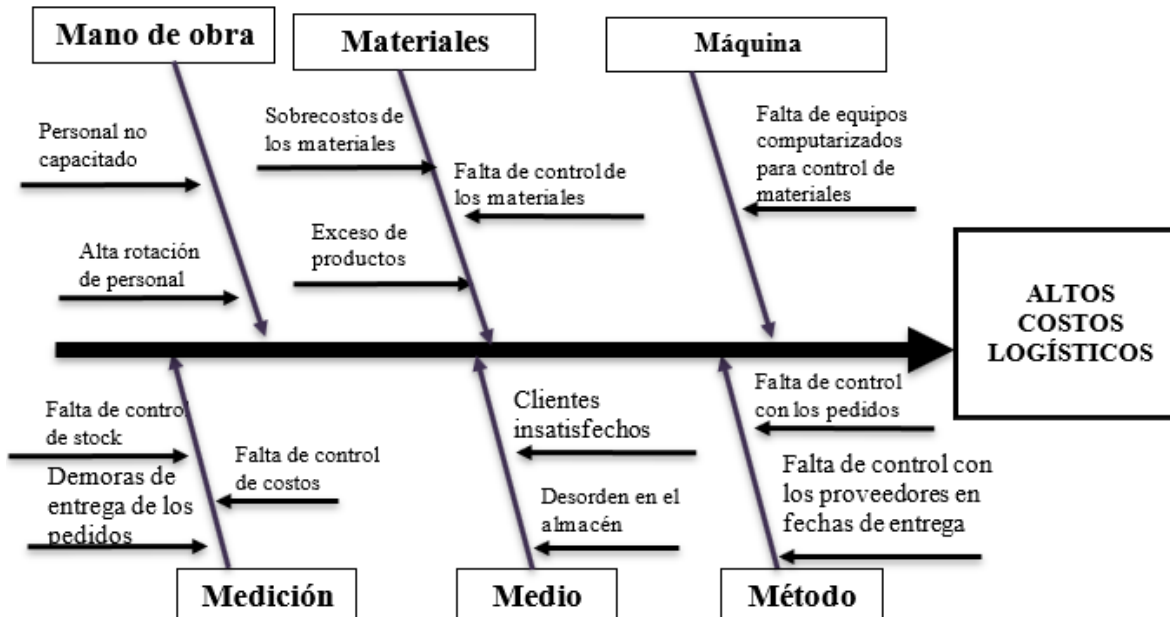 Mano de obra
Materiales
Máquina
Personal no
capacitado
Sobrecostos de
los materiales
Falta de control de
los materiales
Falta de equipos
computarizados
para control de
materiales
Alta rotación
de personal
Exceso de
productos
ALTOS
COSTOS
LOGÍSTICOS
Falta de control
de stock
Demoras de
entrega de los
pedidos
Falta de control
de costos
Clientes
insatisfechos
Desorden en el
almacén
Falta de control
con los pedidos
Falta de control con
los proveedores en
fechas de entrega
Medición
Medio
Método